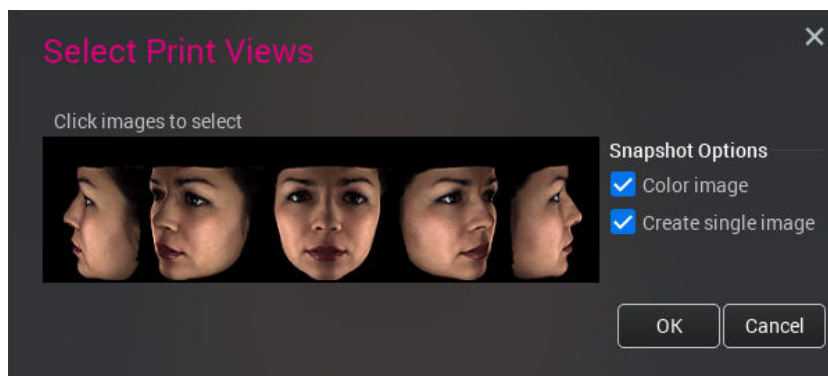 Select Print Views
Click images to select
Snapshot Options
Color image
Create single image
OK
Cancel